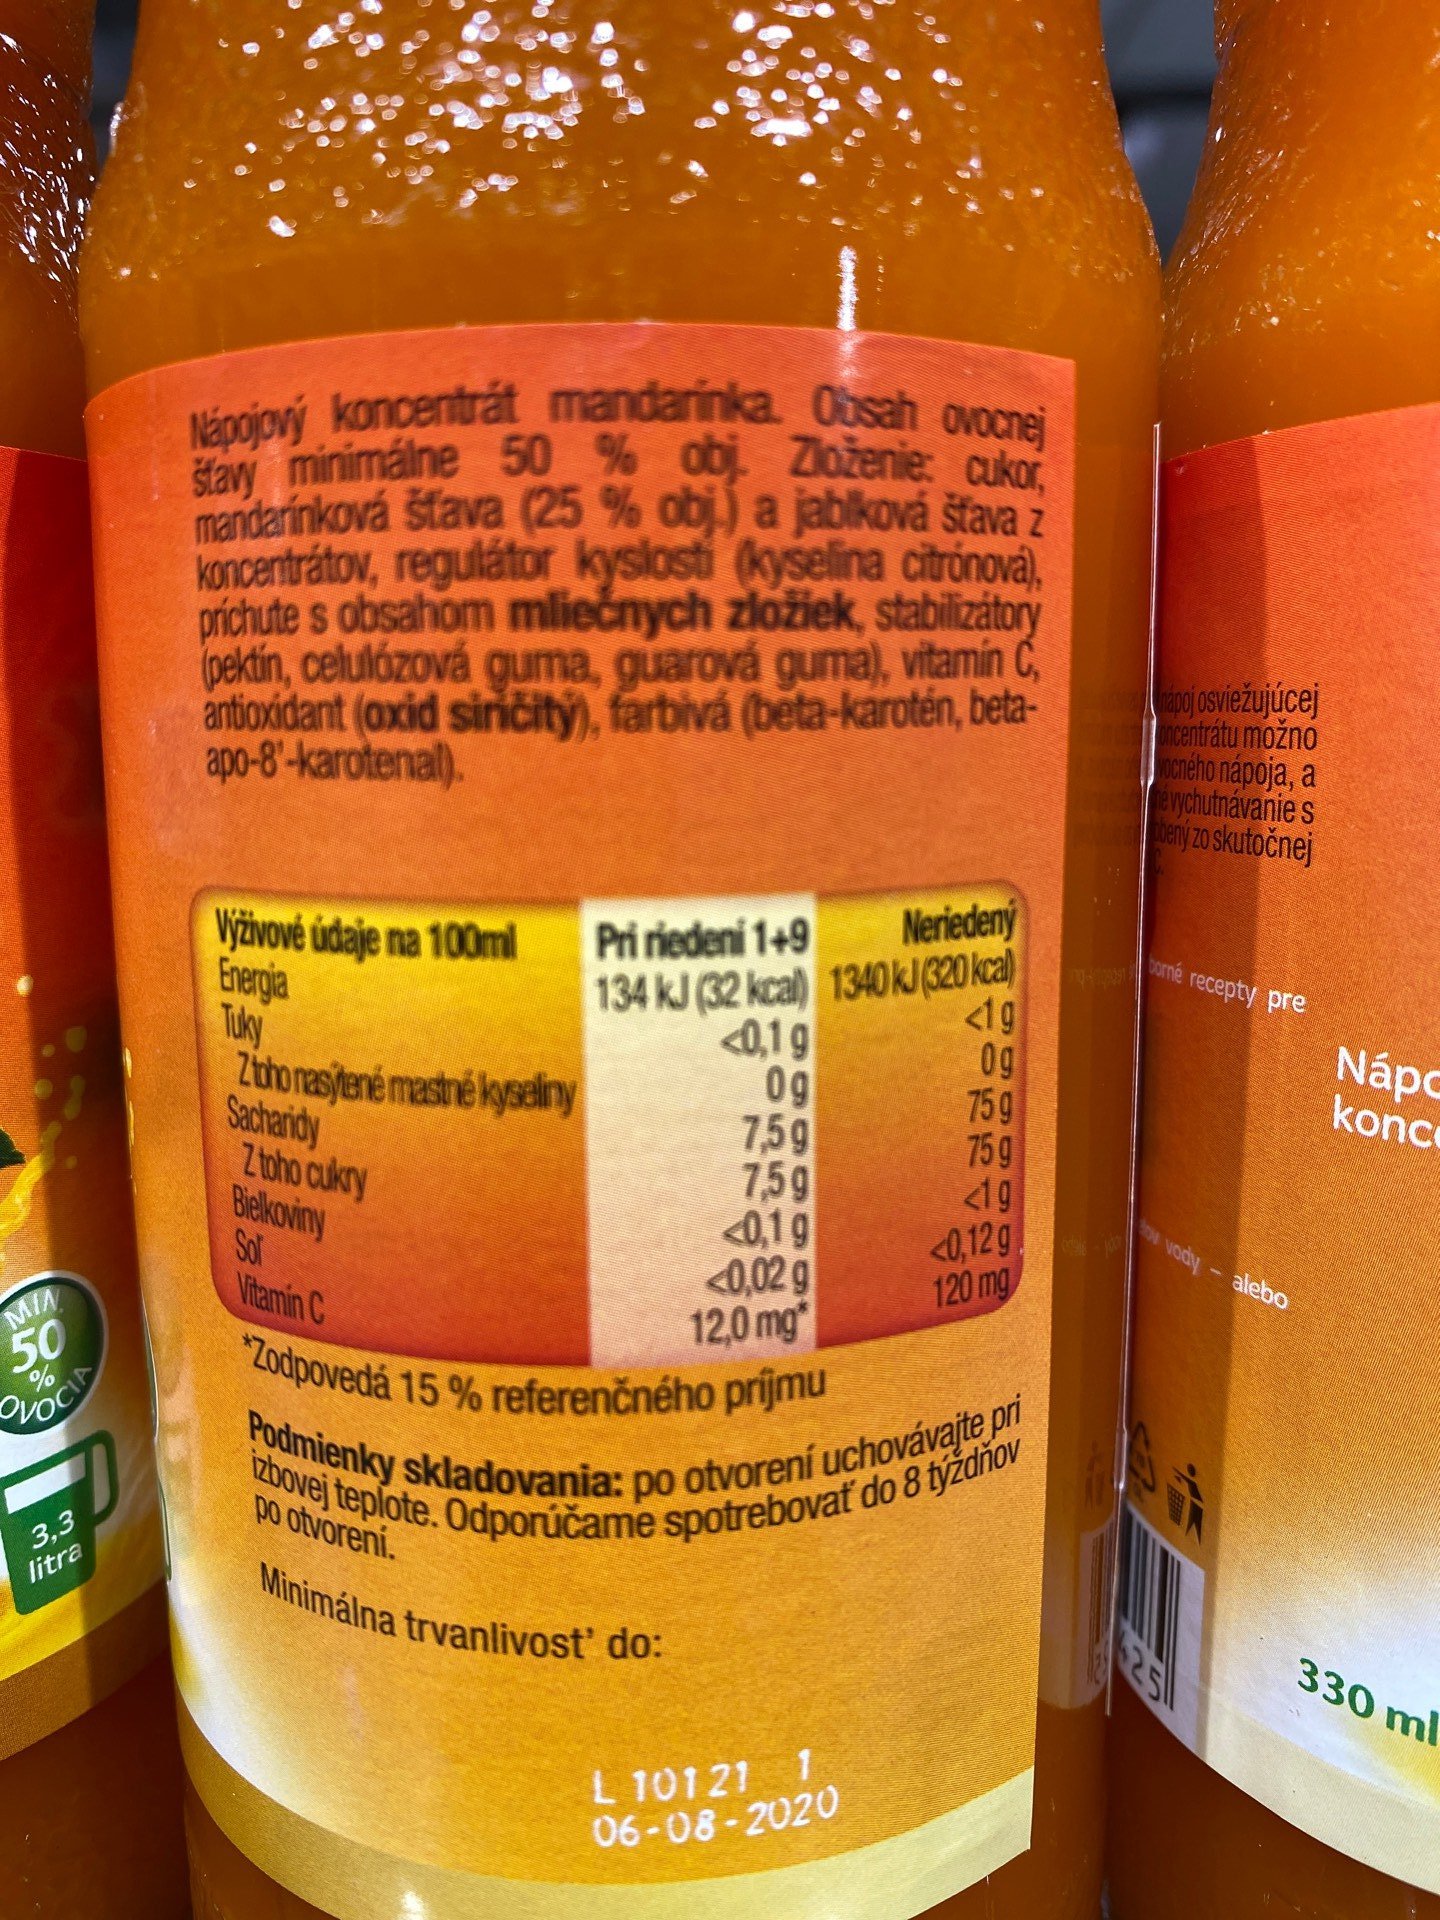 Nápojový koncentrát mandarínka. Obsah ovocnej
šťavy minimálne 50 % obj. Zloženie: cukor,
mandarínková šťava (25 % obj.) a jablková šťava z
koncentrátov, regulátor kyslosti (kyselina citrónová),
príchute s obsahom mliečnych zložiek, stabilizátory
(pektín, celulózová guma, guarová guma), vitamín C,
antioxidant (oxid siričitý), farbivá (beta-karotén, beta-
apo-8'-karotenal).
Výživové údaje na 100ml Pri riedení 1+9 Neriedený
Energia 134 kJ (32 kcal) 1340 kJ (320 kcal)
Tuky <0,1 g <1 g
Z toho nasýtené mastné kyseliny 0 g 0 g
Sacharidy 7,5 g 75 g
Z toho cukry 7,5 g 75 g
Bielkoviny <0,1 g <1 g
Soľ <0,02 g <0,12 g
Vitamín C 12,0 mg* 120 mg
*Zodpovedá 15 % referenčného príjmu
Podmienky skladovania: po otvorení uchovávajte pri
izbovej teplote. Odporúčame spotrebovať do 8 týždňov
po otvorení.
Minimálna trvanlivosť do:
L 10121 1
06-08-2020
MIN.
50
%
OVOCIA
3,3
litra
nápoj osviežujúcej
koncentrátu možno
ovocného nápoja, a
vychutnávanie s
zo skutočnej
C.
recepty pre
vody – alebo
Nápo
konce
425
330 ml